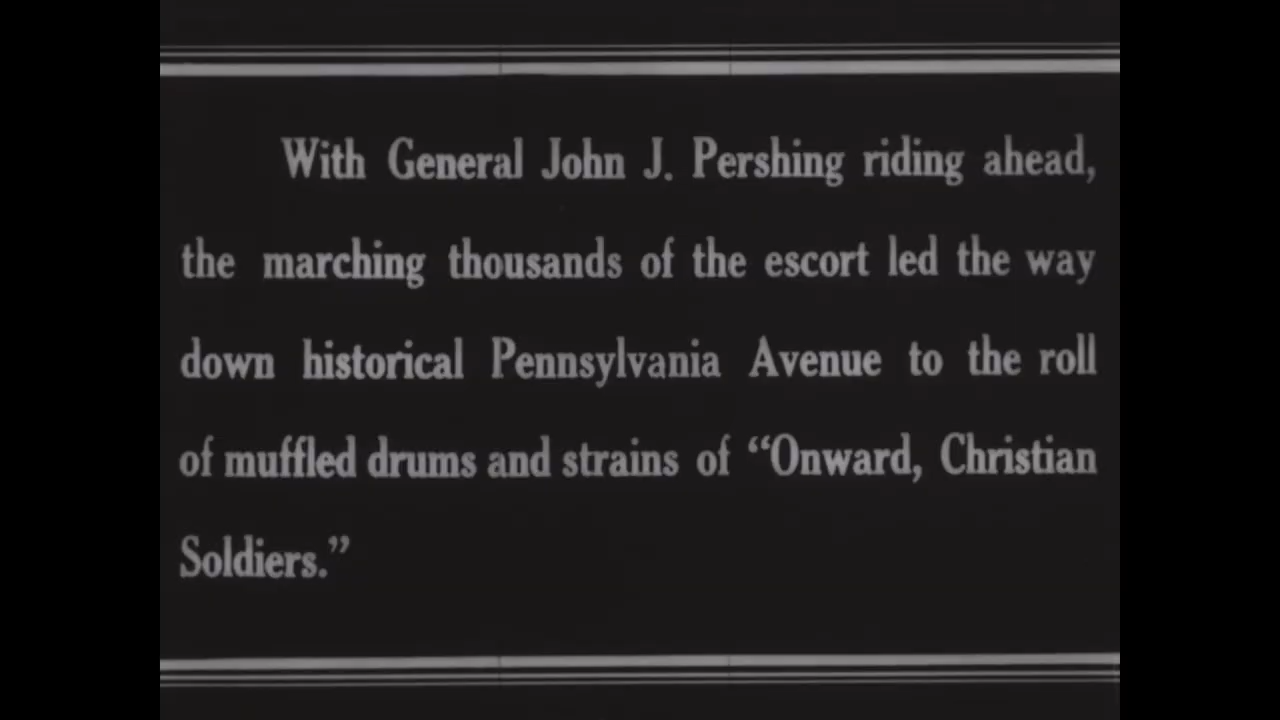 With General John J. Pershing riding ahead,
the marching thousands of the escort led the way
down historical Pennsylvania Avenue to the roll
of muffled drums and strains of “Onward, Christian
Soldiers.”